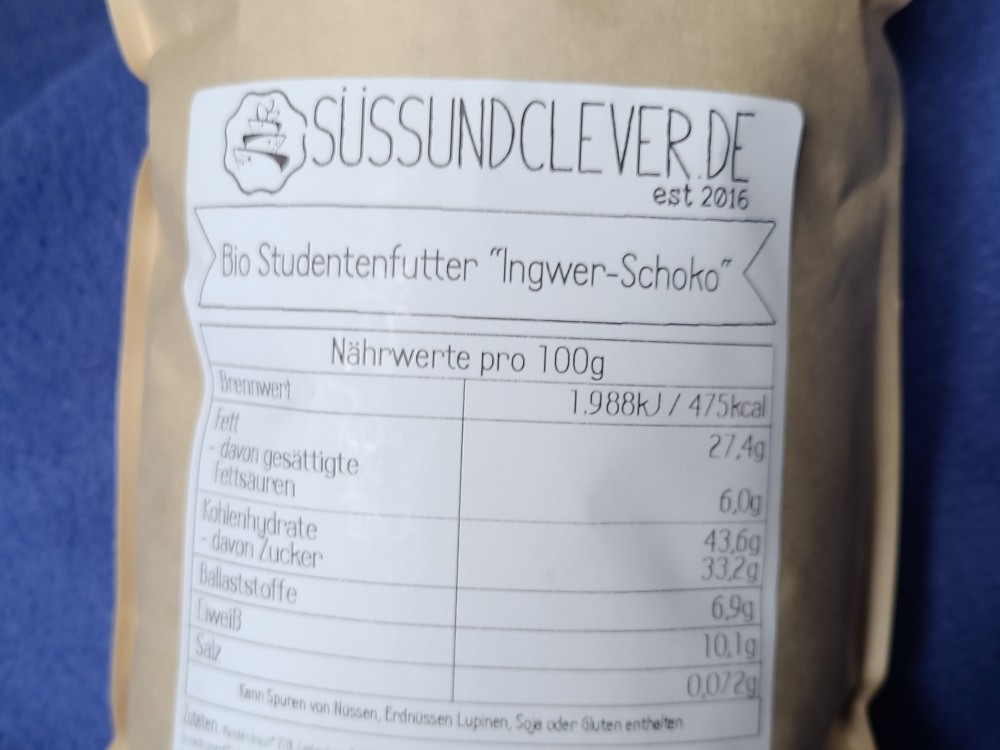 SÜSSUNDCLEVER.DE
est 2016
Bio Studentenfutter "Ingwer-Schoko"
Nährwerte pro 100g
Brennwert 1.988kJ / 475kcal
Fett 27,4g
- davon gesättigte
Fettsäuren 6,0g
Kohlenhydrate 43,6g
- davon Zucker 33,2g
Ballaststoffe 6,9g
Eiweiß 10,1g
Salz 0,072g
Kann Spuren von Nüssen, Erdnüssen Lupinen, Soja oder Gluten enthalten
Zutaten: